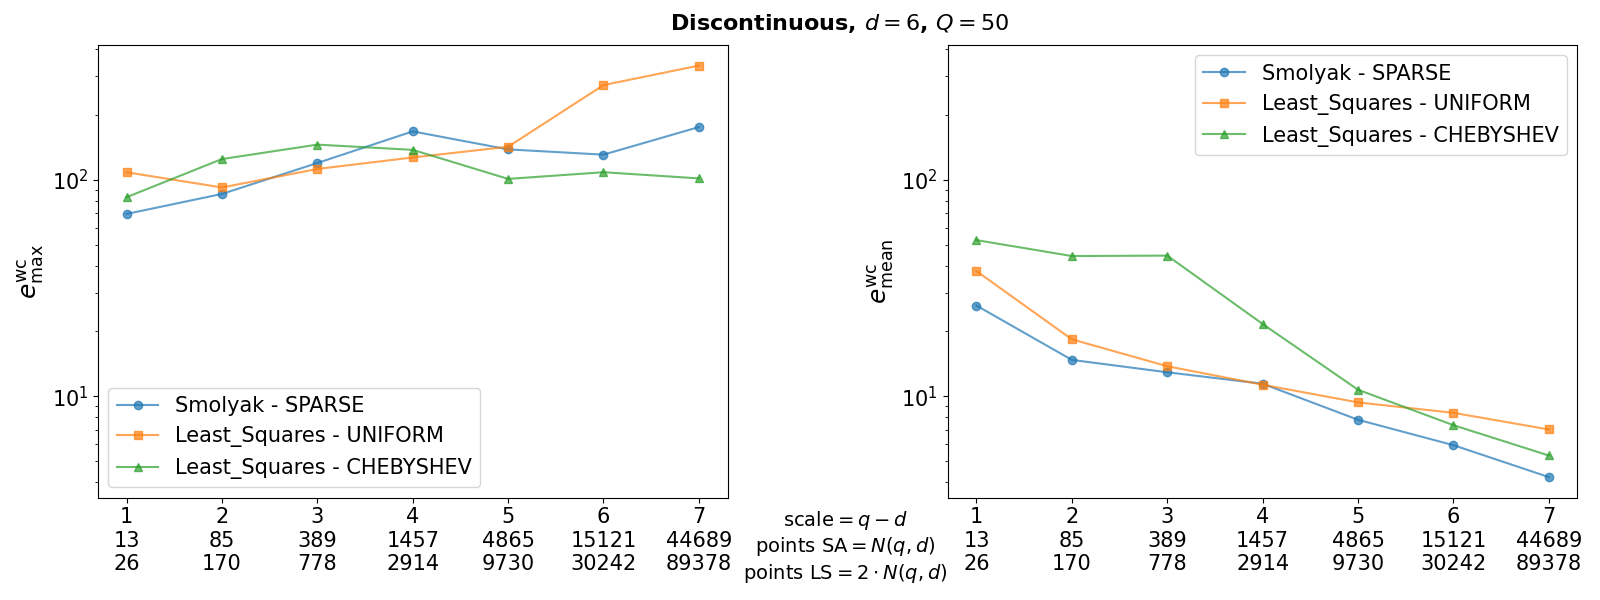 Discontinuous, d = 6, Q = 50
10²
10¹
e^wc_max
Smolyak - SPARSE
Least_Squares - UNIFORM
Least_Squares - CHEBYSHEV
1 2 3 4 5 6 7
13 85 389 1457 4865 15121 44689
26 170 778 2914 9730 30242 89378
scale = q − d
points SA = N(q, d)
points LS = 2 · N(q, d)
10²
10¹
e^wc_mean
Smolyak - SPARSE
Least_Squares - UNIFORM
Least_Squares - CHEBYSHEV
1 2 3 4 5 6 7
13 85 389 1457 4865 15121 44689
26 170 778 2914 9730 30242 89378